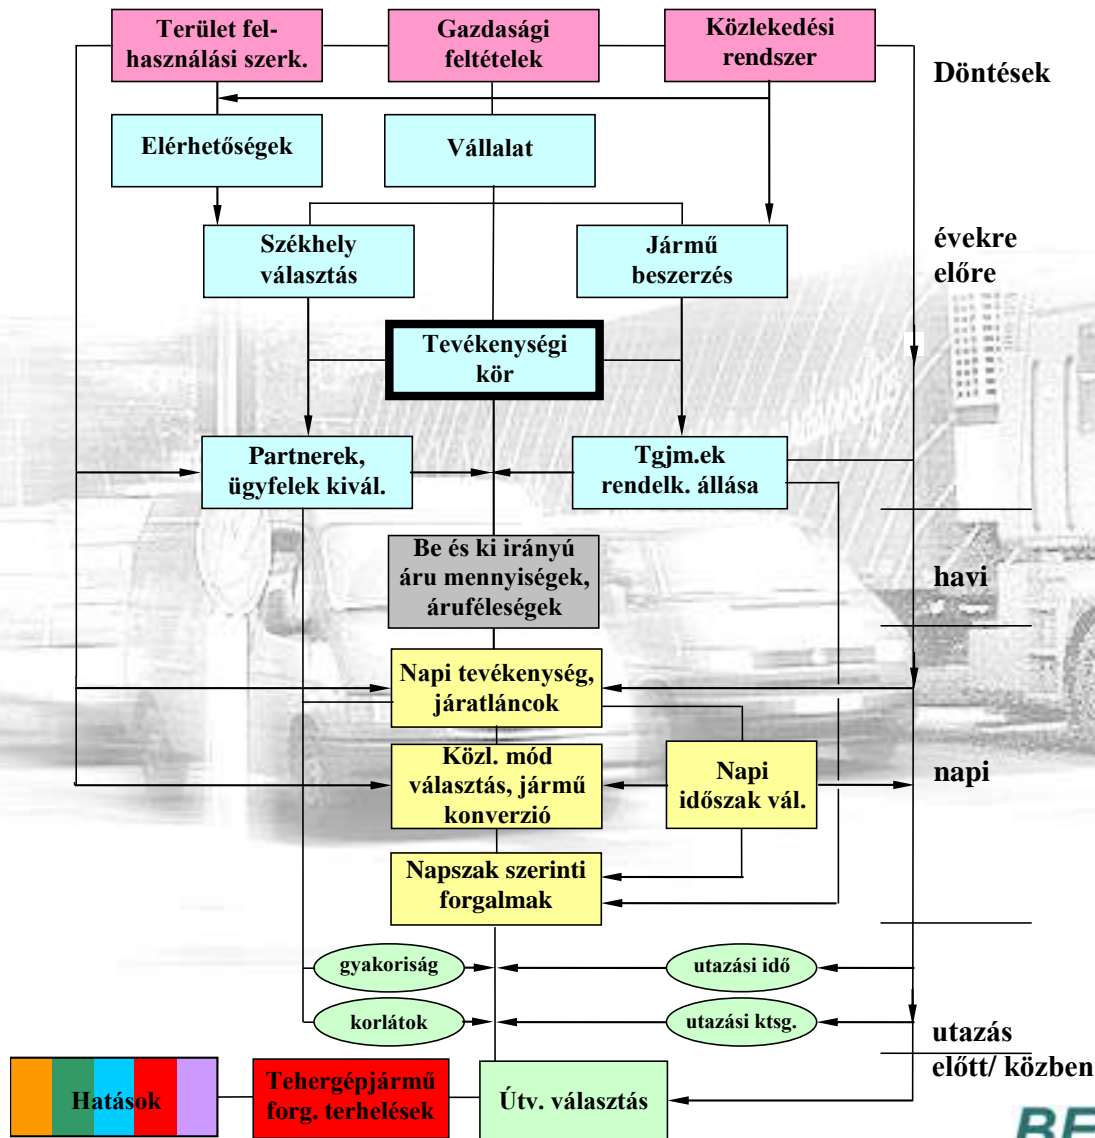 Terület fel-
használási szerk.
Gazdasági
feltételek
Közlekedési
rendszer
Döntések
Elérhetőségek
Vállalat
Székhely
választás
Jármű
beszerzés
évekre
előre
Tevékenységi
kör
Partnerek,
ügyfelek kivál.
Tgjm.ek
rendelk. állása
Be és ki irányú
áru mennyiségek,
áruféleségek
havi
Napi tevékenység,
járatláncok
Közl. mód
választás, jármű
konverzió
Napi
időszak vál.
napi
Napszak szerinti
forgalmak
gyakoriság
utazási idő
korlátok
utazási ktsg.
utazás
előtt/ közben
Hatások
Tehergépjármű
forg. terhelések
Útv. választás